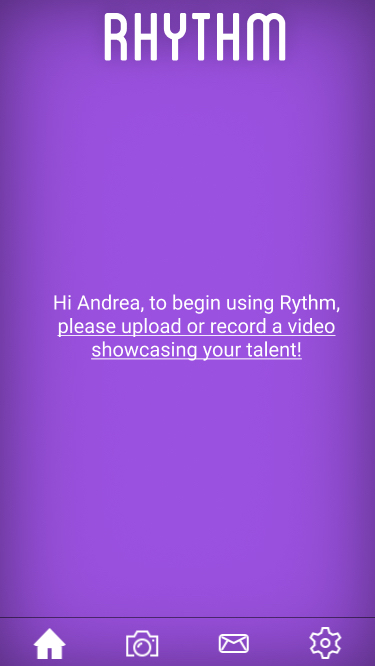 RHYTHM
Hi Andrea, to begin using Rythm,
please upload or record a video
showcasing your talent!